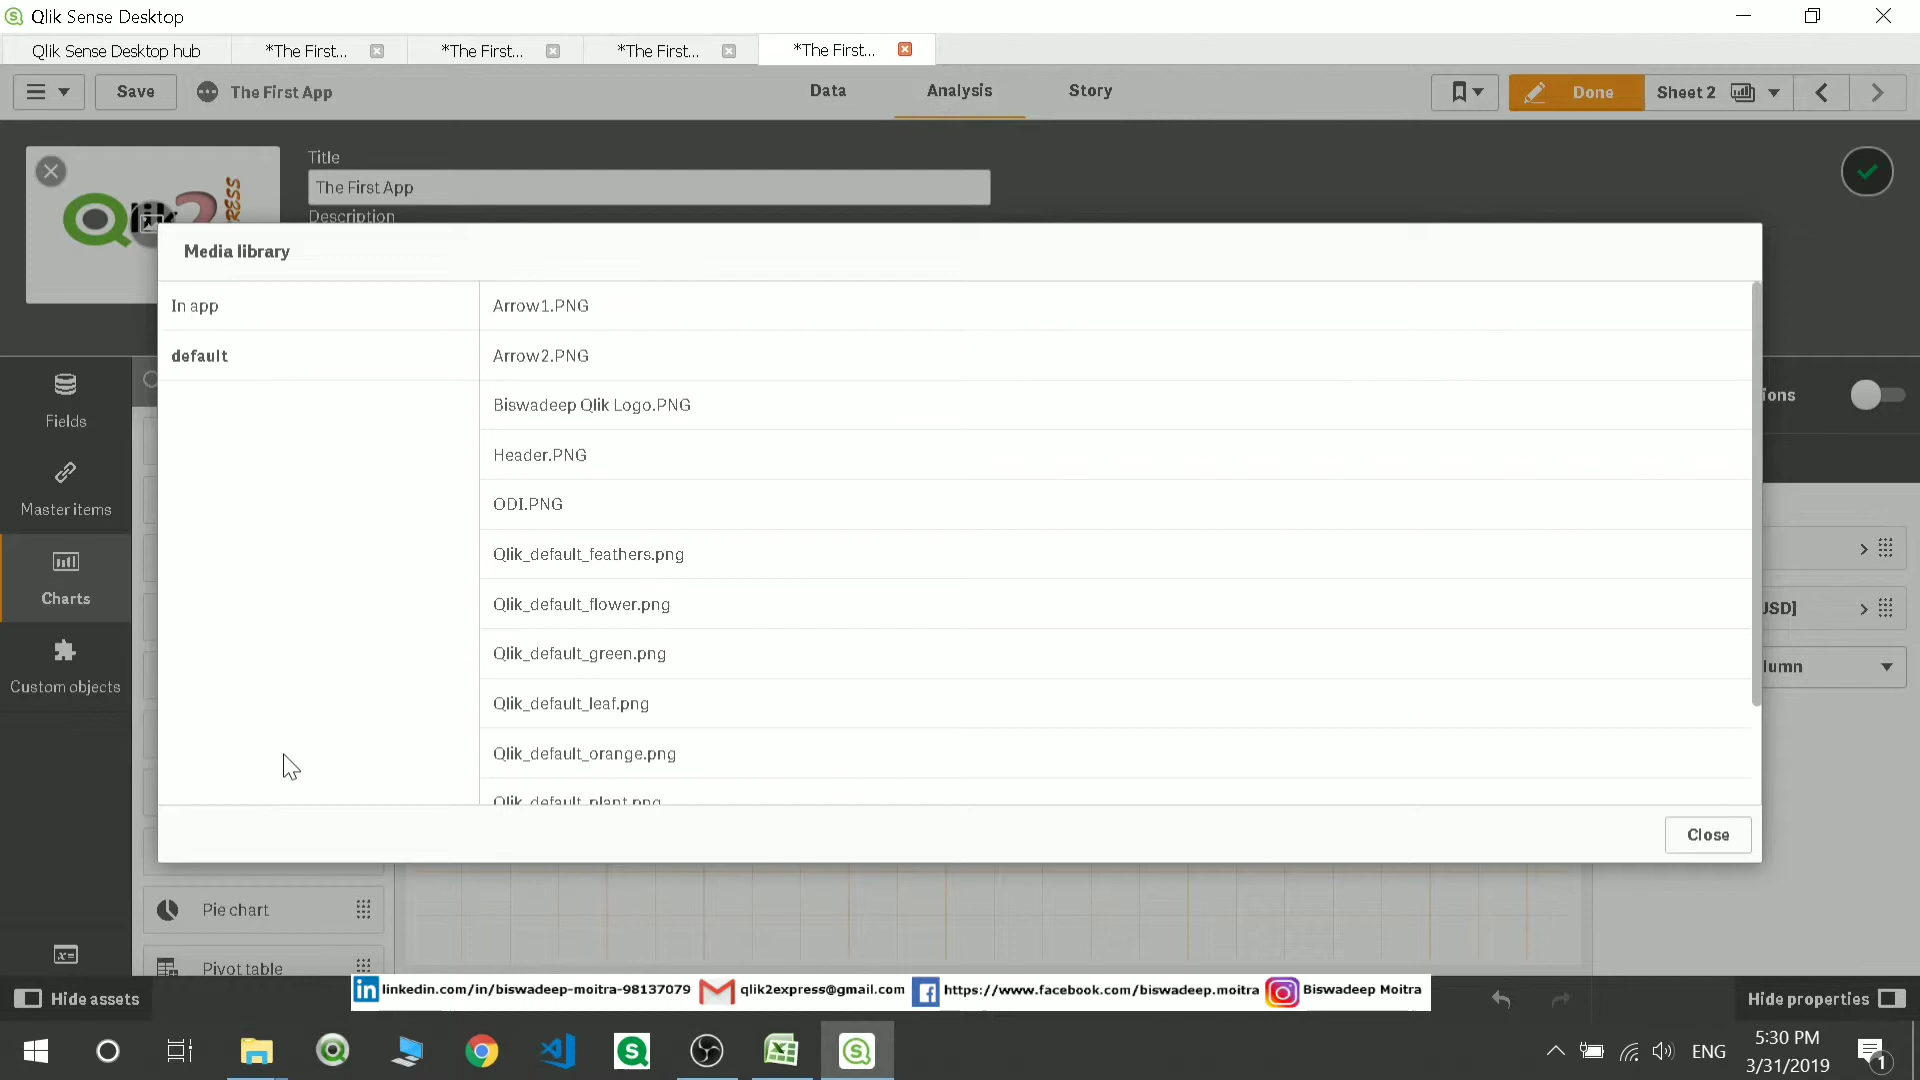 Qlik Sense Desktop
Qlik Sense Desktop hub
*The First...
*The First...
*The First...
*The First...
Save
The First App
Data
Analysis
Story
Done
Sheet 2
Title
The First App
Description
Media library
In app
default
Arrow1.PNG
Arrow2.PNG
Biswadeep Qlik Logo.PNG
Header.PNG
ODI.PNG
Qlik_default_feathers.png
Qlik_default_flower.png
Qlik_default_green.png
Qlik_default_leaf.png
Qlik_default_orange.png
Qlik_default_plant.png
Close
Fields
Master items
Charts
Custom objects
ions
USD]
lumn
Pie chart
Pivot table
Hide assets
linkedin.com/in/biswadeep-moitra-98137079
qlik2express@gmail.com
https://www.facebook.com/biswadeep.moitra
Biswadeep Moitra
Hide properties
ENG
5:30 PM
3/31/2019
1